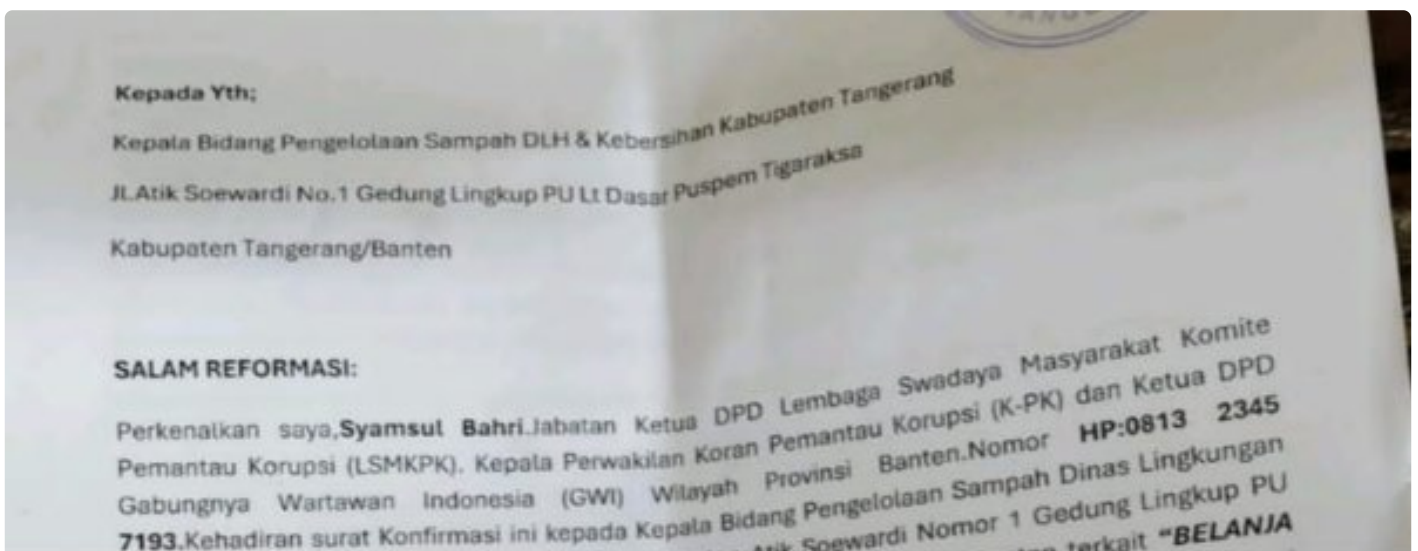 TANG
Kepada Yth;
Kepala Bidang Pengelolaan Sampah DLH & Kebersihan Kabupaten Tangerang
Jl.Atik Soewardi No.1 Gedung Lingkup PU Lt Dasar Puspem Tigaraksa
Kabupaten Tangerang/Banten
SALAM REFORMASI:
Perkenalkan saya,Syamsul Bahri.Jabatan Ketua DPD Lembaga Swadaya Masyarakat Komite
Pemantau Korupsi (LSMKPK). Kepala Perwakilan Koran Pemantau Korupsi (K-PK) dan Ketua DPD
Gabungnya Wartawan Indonesia (GWI) Wilayah Provinsi Banten.Nomor HP:0813 2345
7193.Kehadiran surat Konfirmasi ini kepada Kepala Bidang Pengelolaan Sampah Dinas Lingkungan
Atik Soewardi Nomor 1 Gedung Lingkup PU
terkait "BELANJA